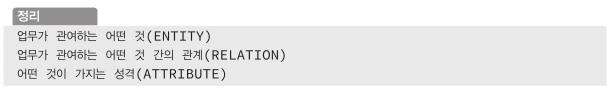 정리
업무가 관여하는 어떤 것(ENTITY)
업무가 관여하는 어떤 것 간의 관계(RELATION)
어떤 것이 가지는 성격(ATTRIBUTE)